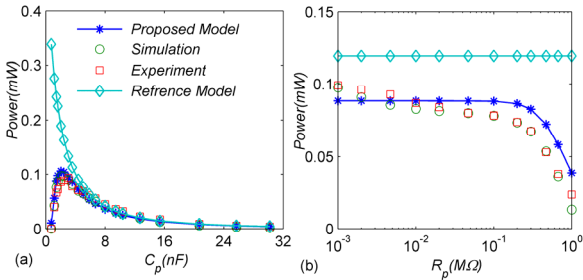 0.4
0.3
0.2
0.1
0
Power(mW)
Proposed Model
Simulation
Experiment
Refrence Model
0 8 16 24 32
(a)
C_p(nF)
0.15
0.1
0.05
0
Power(mW)
10^-3 10^-2 10^-1 10^0
(b)
R_p(MΩ)